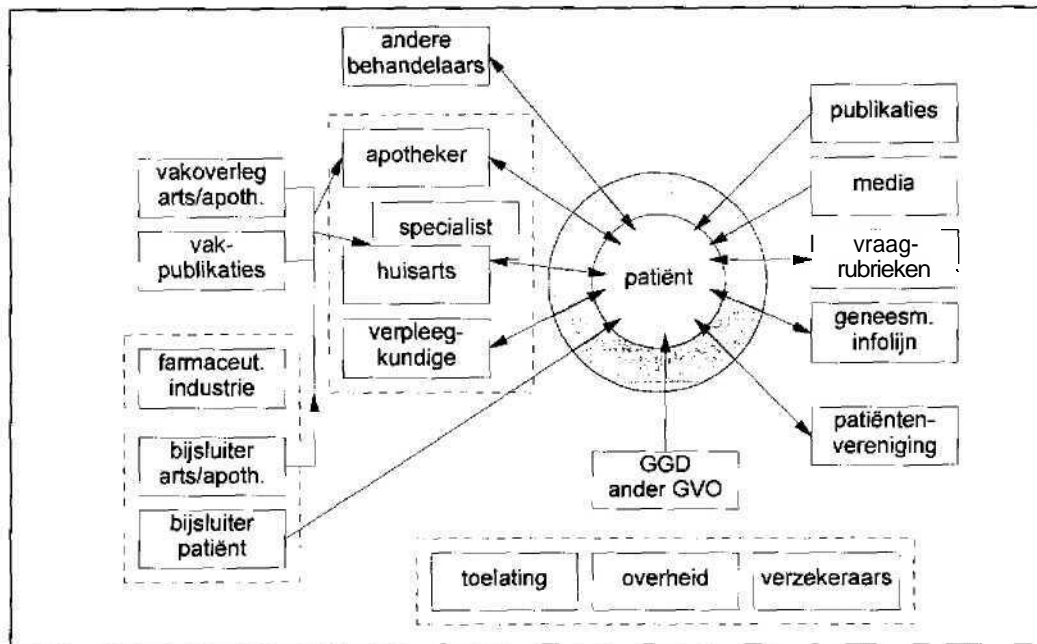 andere
behandelaars
publikaties
apotheker
vakoverleg
arts/apoth.
media
specialist
vak-
publikaties
huisarts
patiënt
vraag-
rubrieken
verpleeg-
kundige
geneesm.
infolijn
farmaceut.
industrie
patiënten-
vereniging
bijsluiter
arts/apoth.
GGD
ander GVO
bijsluiter
patiënt
toelating
overheid
verzekeraars